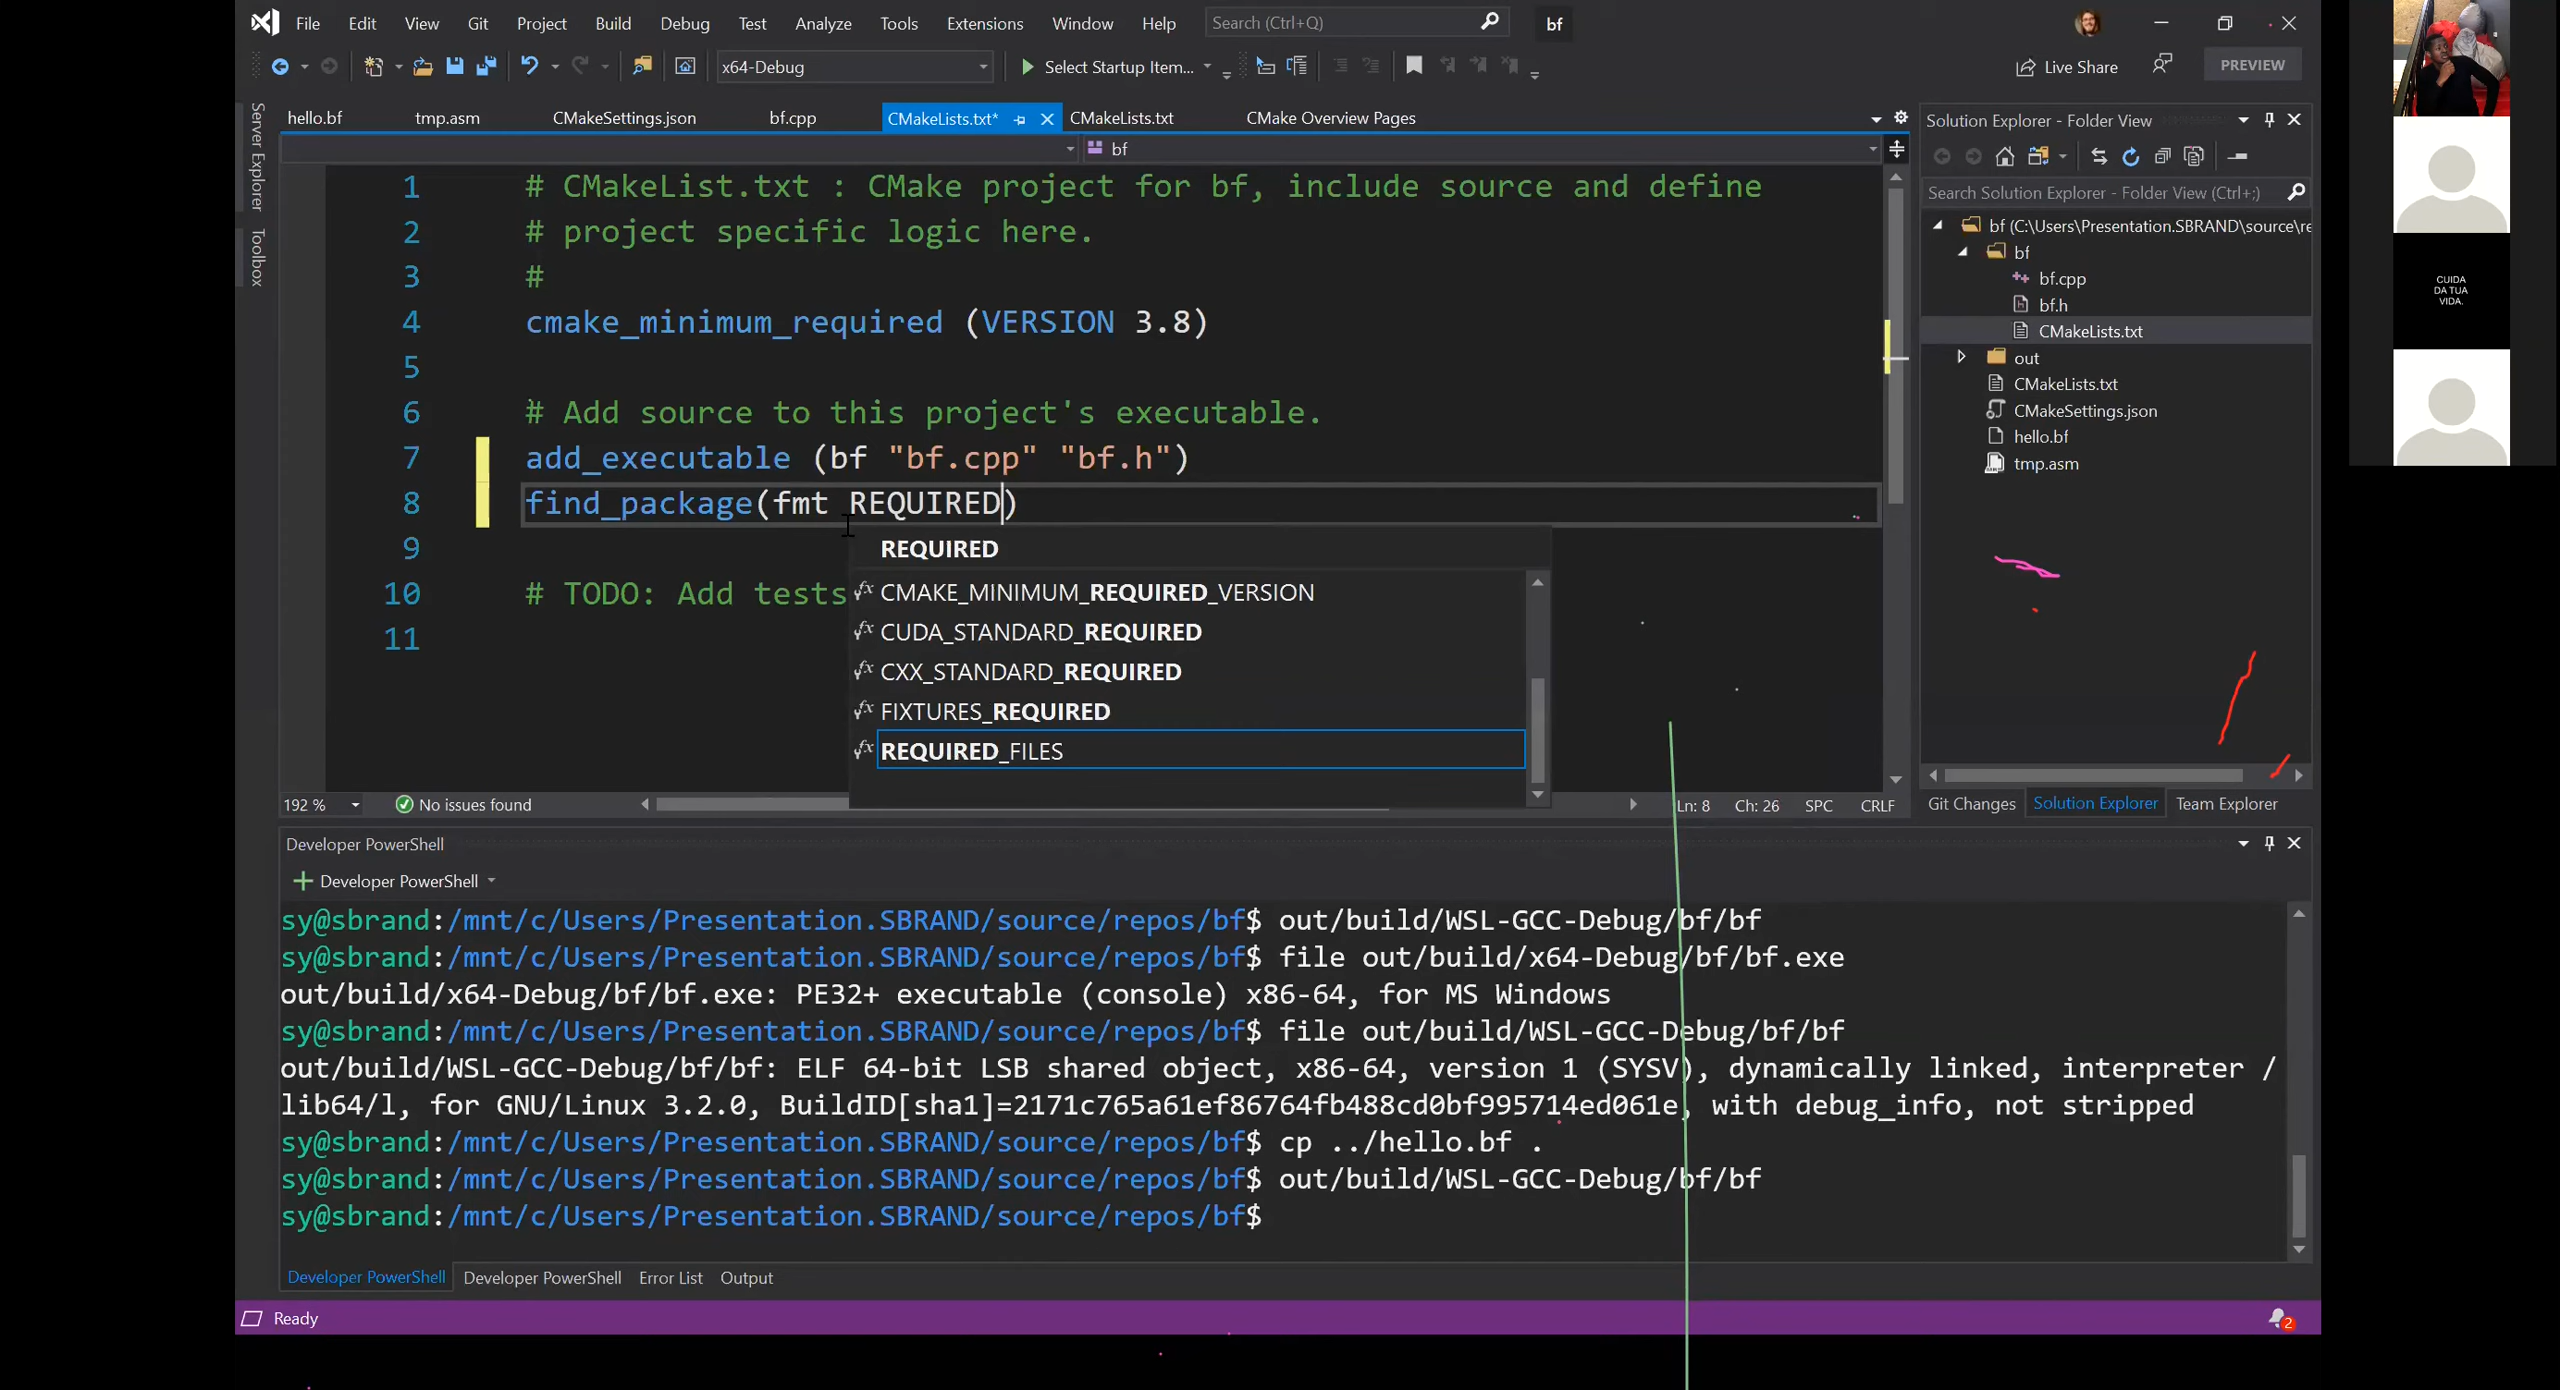 File Edit View Git Project Build Debug Test Analyze Tools Extensions Window Help Search (Ctrl+Q) bf
x64-Debug Select Startup Item... Live Share PREVIEW
hello.bf tmp.asm CMakeSettings.json bf.cpp CMakeLists.txt* CMakeLists.txt CMake Overview Pages
bf
Server Explorer
Toolbox
1 # CMakeList.txt : CMake project for bf, include source and define
2 # project specific logic here.
3 #
4 cmake_minimum_required (VERSION 3.8)
5
6 # Add source to this project's executable.
7 add_executable (bf "bf.cpp" "bf.h")
8 find_package(fmt REQUIRED)
9
10 # TODO: Add tests
11
REQUIRED
CMAKE_MINIMUM_REQUIRED_VERSION
CUDA_STANDARD_REQUIRED
CXX_STANDARD_REQUIRED
FIXTURES_REQUIRED
REQUIRED_FILES
192 % No issues found Ln: 8 Ch: 26 SPC CRLF
Solution Explorer - Folder View
Search Solution Explorer - Folder View (Ctrl+;)
bf (C:\Users\Presentation.SBRAND\source\re
bf
bf.cpp
bf.h
CMakeLists.txt
out
CMakeLists.txt
CMakeSettings.json
hello.bf
tmp.asm
Git Changes Solution Explorer Team Explorer
CUIDA
DA TUA
VIDA.
Developer PowerShell
Developer PowerShell
sy@sbrand:/mnt/c/Users/Presentation.SBRAND/source/repos/bf$ out/build/WSL-GCC-Debug/bf/bf
sy@sbrand:/mnt/c/Users/Presentation.SBRAND/source/repos/bf$ file out/build/x64-Debug/bf/bf.exe
out/build/x64-Debug/bf/bf.exe: PE32+ executable (console) x86-64, for MS Windows
sy@sbrand:/mnt/c/Users/Presentation.SBRAND/source/repos/bf$ file out/build/WSL-GCC-Debug/bf/bf
out/build/WSL-GCC-Debug/bf/bf: ELF 64-bit LSB shared object, x86-64, version 1 (SYSV), dynamically linked, interpreter /
lib64/l, for GNU/Linux 3.2.0, BuildID[sha1]=2171c765a61ef86764fb488cd0bf995714ed061e, with debug_info, not stripped
sy@sbrand:/mnt/c/Users/Presentation.SBRAND/source/repos/bf$ cp ../hello.bf .
sy@sbrand:/mnt/c/Users/Presentation.SBRAND/source/repos/bf$ out/build/WSL-GCC-Debug/bf/bf
sy@sbrand:/mnt/c/Users/Presentation.SBRAND/source/repos/bf$
Developer PowerShell Developer PowerShell Error List Output
Ready 2